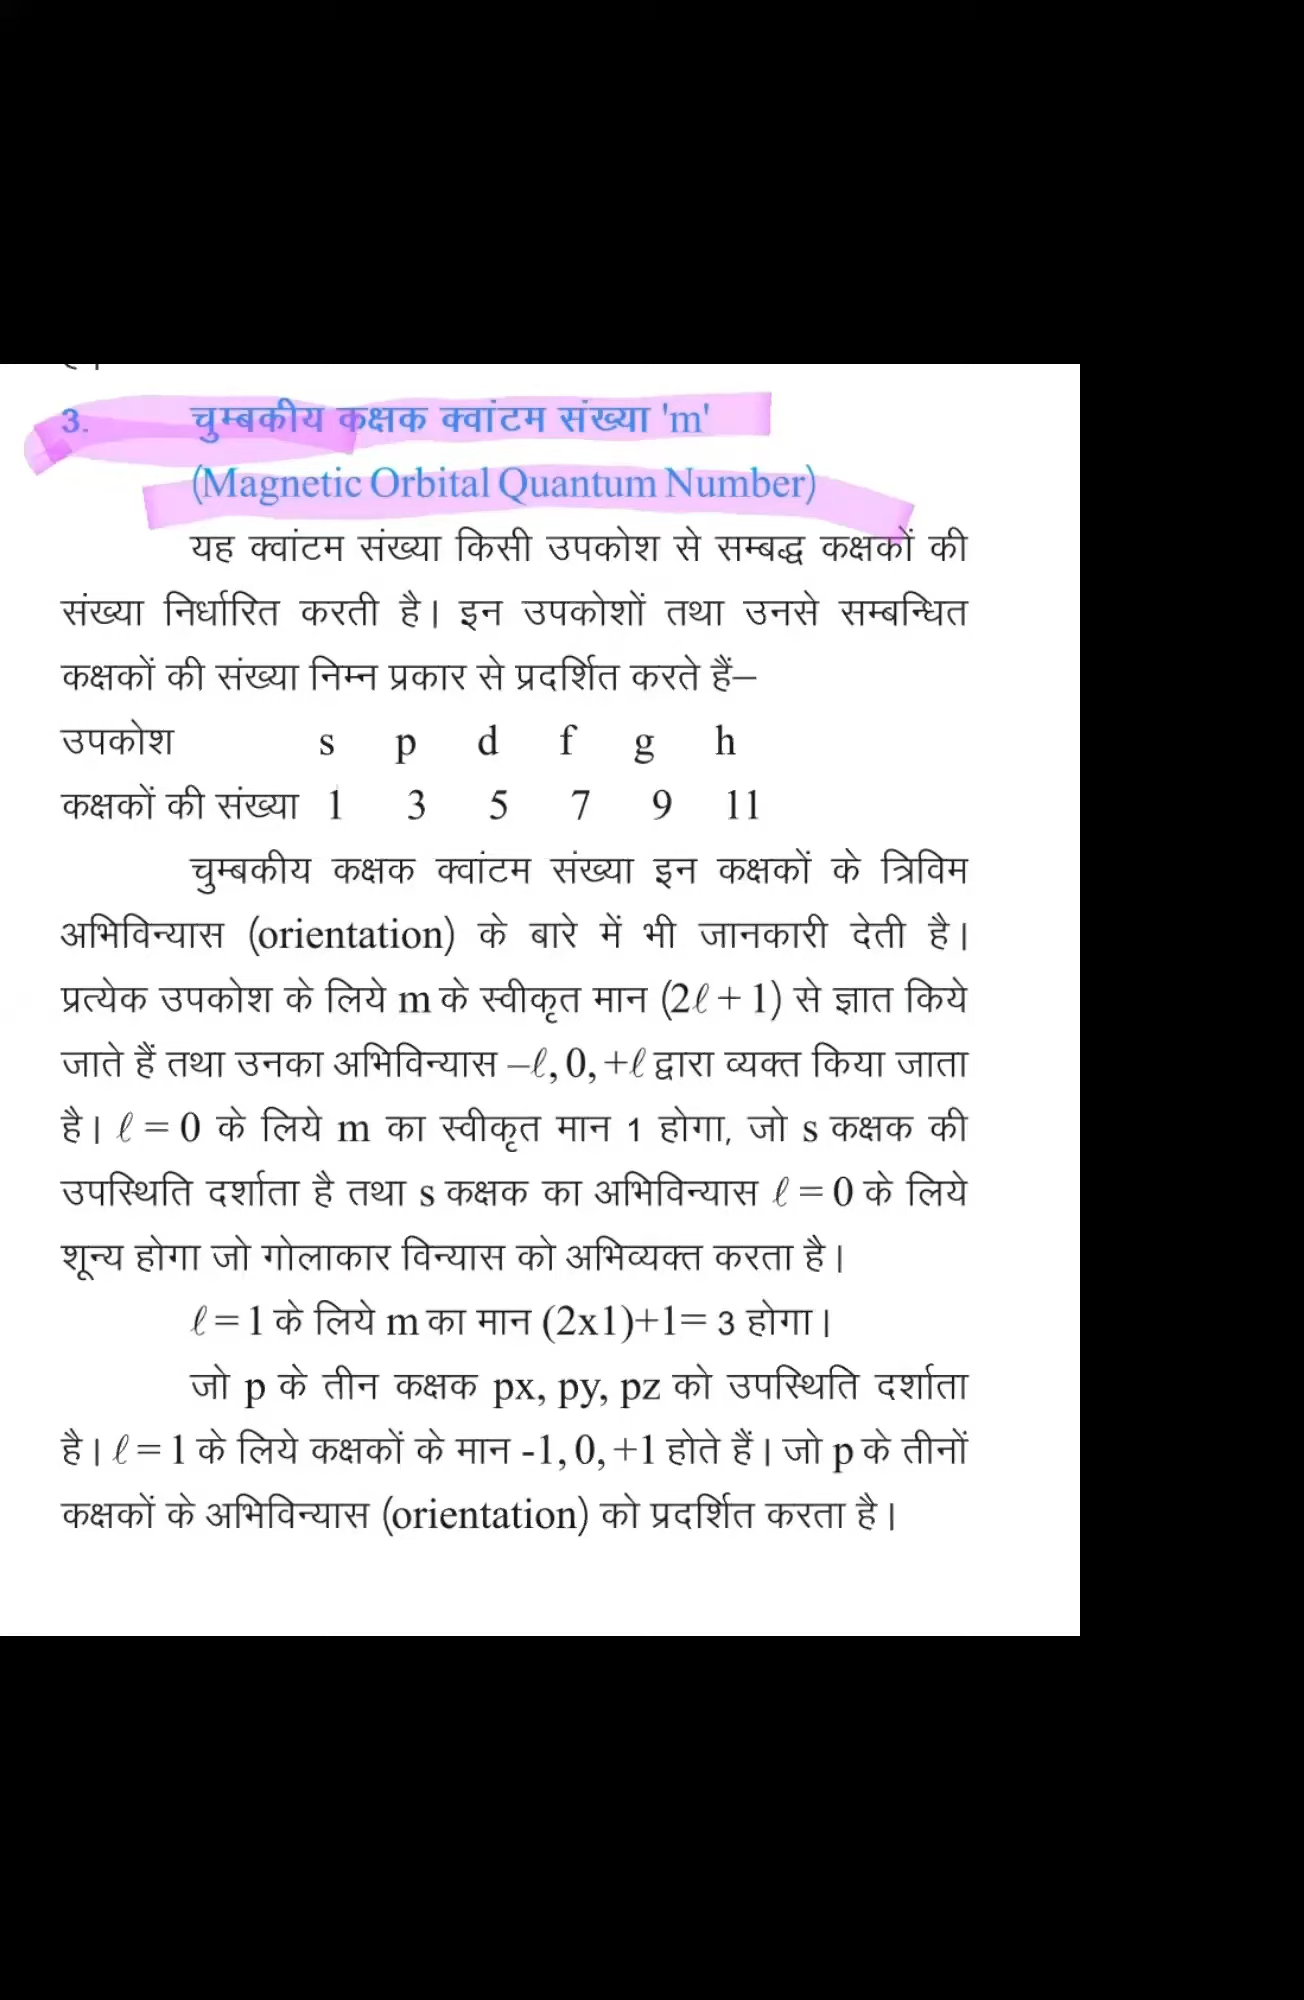 3. चुम्बकीय कक्षक क्वांटम संख्या 'm'
(Magnetic Orbital Quantum Number)
यह क्वांटम संख्या किसी उपकोश से सम्बद्ध कक्षकों की
संख्या निर्धारित करती है। इन उपकोशों तथा उनसे सम्बन्धित
कक्षकों की संख्या निम्न प्रकार से प्रदर्शित करते हैं–
उपकोश s p d f g h
कक्षकों की संख्या 1 3 5 7 9 11
चुम्बकीय कक्षक क्वांटम संख्या इन कक्षकों के त्रिविम
अभिविन्यास (orientation) के बारे में भी जानकारी देती है।
प्रत्येक उपकोश के लिये m के स्वीकृत मान (2ℓ + 1) से ज्ञात किये
जाते हैं तथा उनका अभिविन्यास –ℓ, 0, +ℓ द्वारा व्यक्त किया जाता
है। ℓ = 0 के लिये m का स्वीकृत मान 1 होगा, जो s कक्षक की
उपस्थिति दर्शाता है तथा s कक्षक का अभिविन्यास ℓ = 0 के लिये
शून्य होगा जो गोलाकार विन्यास को अभिव्यक्त करता है।
ℓ = 1 के लिये m का मान (2x1)+1= 3 होगा।
जो p के तीन कक्षक px, py, pz को उपस्थिति दर्शाता
है। ℓ = 1 के लिये कक्षकों के मान -1, 0, +1 होते हैं। जो p के तीनों
कक्षकों के अभिविन्यास (orientation) को प्रदर्शित करता है।